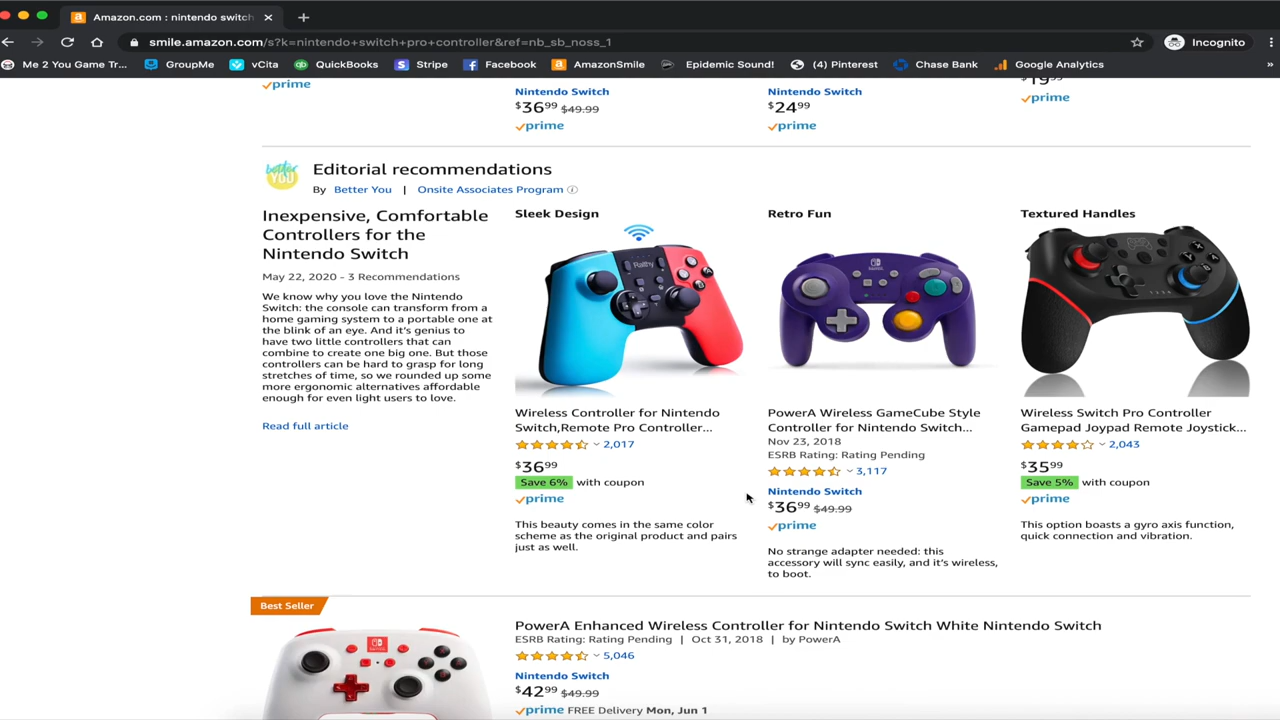 Amazon.com : nintendo switch
smile.amazon.com/s?k=nintendo+switch+pro+controller&ref=nb_sb_noss_1
Incognito
Me 2 You Game Tr... GroupMe vCita QuickBooks Stripe Facebook AmazonSmile Epidemic Sound! (4) Pinterest Chase Bank Google Analytics »
prime
Nintendo Switch
$36⁹⁹ $49.99
prime
Nintendo Switch
$24⁹⁹
prime
$19⁹⁹
prime
better
YOU
Editorial recommendations
By Better You | Onsite Associates Program
Inexpensive, Comfortable
Controllers for the
Nintendo Switch
May 22, 2020 - 3 Recommendations
We know why you love the Nintendo
Switch: the console can transform from a
home gaming system to a portable one at
the blink of an eye. And it's genius to
have two little controllers that can
combine to create one big one. But those
controllers can be hard to grasp for long
stretches of time, so we rounded up some
more ergonomic alternatives affordable
enough for even light users to love.
Read full article
Sleek Design
Wireless Controller for Nintendo
Switch,Remote Pro Controller...
2,017
$36⁹⁹
Save 6% with coupon
prime
This beauty comes in the same color
scheme as the original product and pairs
just as well.
Retro Fun
PowerA Wireless GameCube Style
Controller for Nintendo Switch...
Nov 23, 2018
ESRB Rating: Rating Pending
3,117
Nintendo Switch
$36⁹⁹ $49.99
prime
No strange adapter needed: this
accessory will sync easily, and it's wireless,
to boot.
Textured Handles
Wireless Switch Pro Controller
Gamepad Joypad Remote Joystick...
2,043
$35⁹⁹
Save 5% with coupon
prime
This option boasts a gyro axis function,
quick connection and vibration.
Best Seller
PowerA Enhanced Wireless Controller for Nintendo Switch White Nintendo Switch
ESRB Rating: Rating Pending | Oct 31, 2018 | by PowerA
5,046
Nintendo Switch
$42⁹⁹ $49.99
prime FREE Delivery Mon, Jun 1